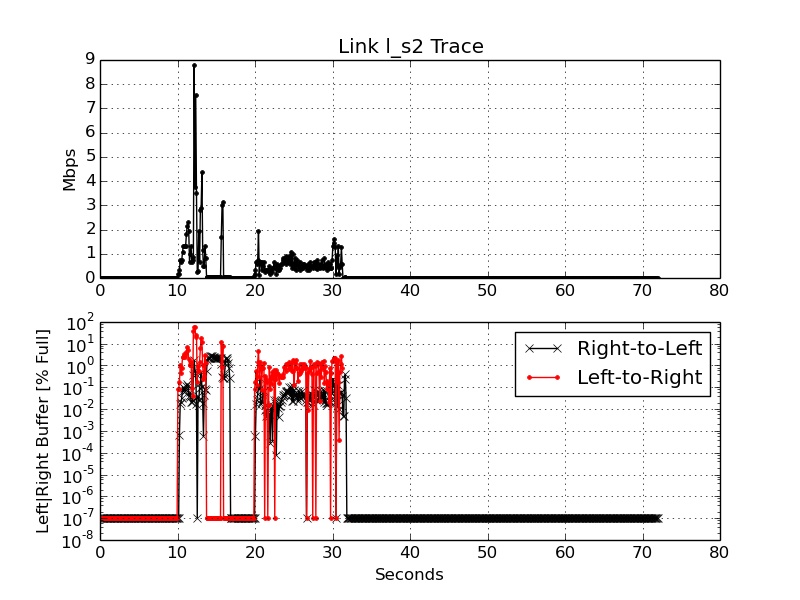 Link l_s2 Trace
9
8
7
6
5
4
3
2
1
0
Mbps
0 10 20 30 40 50 60 70 80
10^2
10^1
10^0
10^-1
10^-2
10^-3
10^-4
10^-5
10^-6
10^-7
10^-8
Left|Right Buffer [% Full]
Right-to-Left
Left-to-Right
0 10 20 30 40 50 60 70 80
Seconds